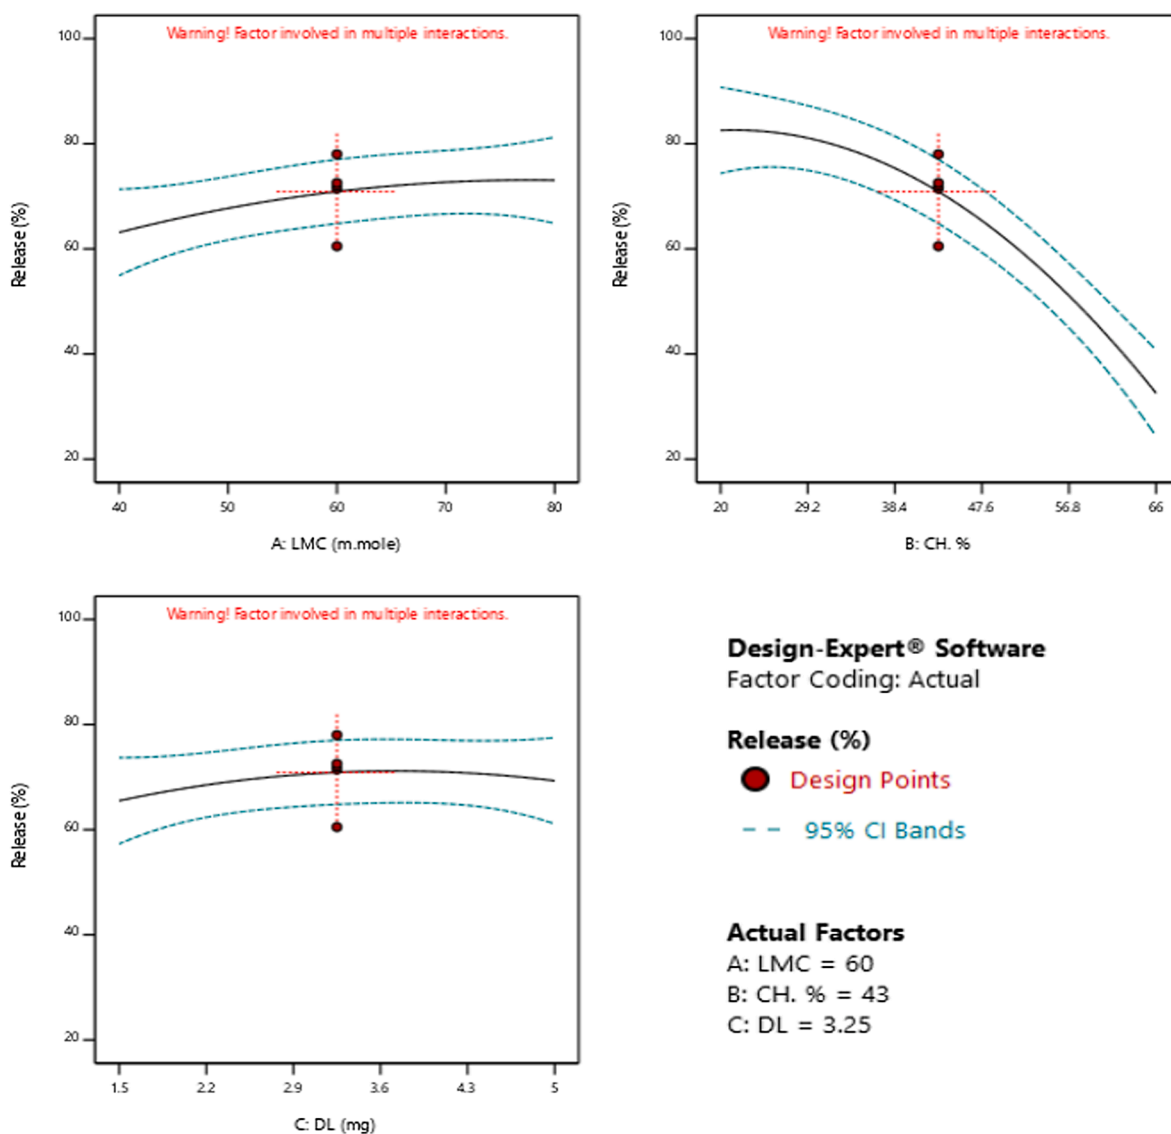 Warning! Factor involved in multiple interactions.
100
80
60
40
20
Release (%)
40 50 60 70 80
A: LMC (m.mole)
Warning! Factor involved in multiple interactions.
100
80
60
40
20
Release (%)
20 29.2 38.4 47.6 56.8 66
B: CH. %
Warning! Factor involved in multiple interactions.
100
80
60
40
20
Release (%)
1.5 2.2 2.9 3.6 4.3 5
C: DL (mg)
Design-Expert® Software
Factor Coding: Actual
Release (%)
Design Points
95% CI Bands
Actual Factors
A: LMC = 60
B: CH. % = 43
C: DL = 3.25